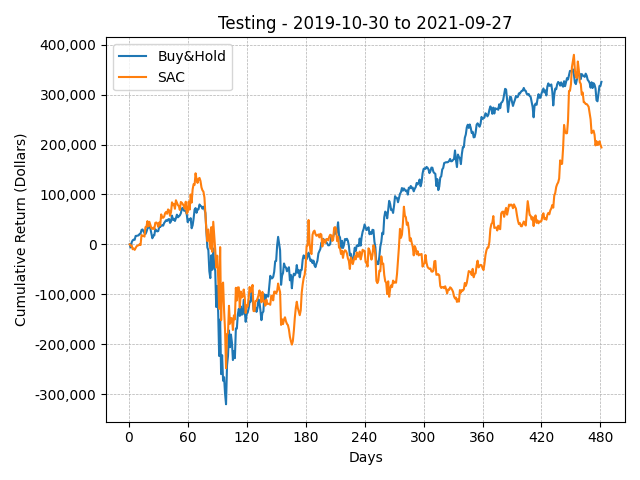 Testing - 2019-10-30 to 2021-09-27
Cumulative Return (Dollars)
400,000
300,000
200,000
100,000
0
-100,000
-200,000
-300,000
Buy&Hold
SAC
0 60 120 180 240 300 360 420 480
Days